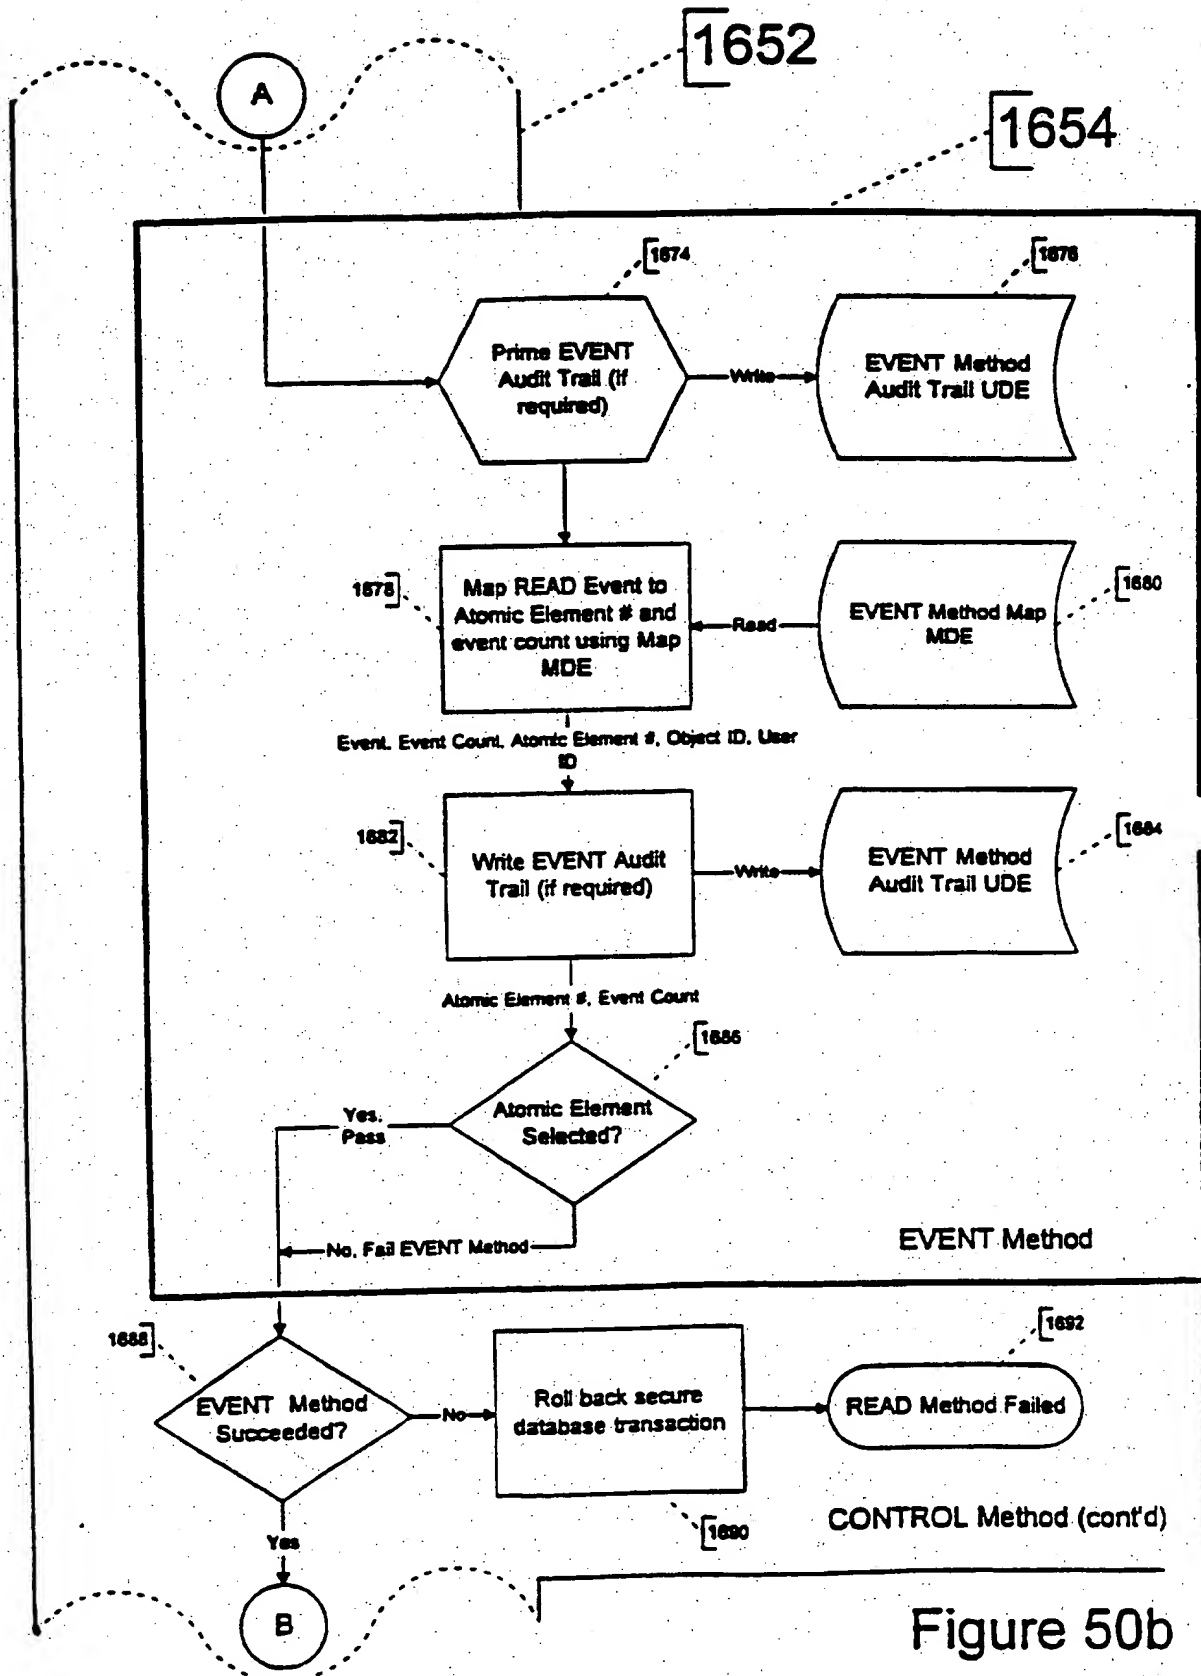 1652
A
1654
1674
1676
Prime EVENT
Audit Trail (if
required)
Write
EVENT Method
Audit Trail UDE
1678
Map READ Event to
Atomic Element # and
event count using Map
MDE
Read
EVENT Method Map
MDE
1680
Event, Event Count, Atomic Element #, Object ID, User
ID
1682
Write EVENT Audit
Trail (if required)
Write
EVENT Method
Audit Trail UDE
1684
Atomic Element #, Event Count
1686
Yes,
Pass
Atomic Element
Selected?
No, Fail EVENT Method
EVENT Method
1688
EVENT Method
Succeeded?
No
Roll back secure
database transaction
1692
READ Method Failed
1690
CONTROL Method (cont'd)
Yes
B
Figure 50b